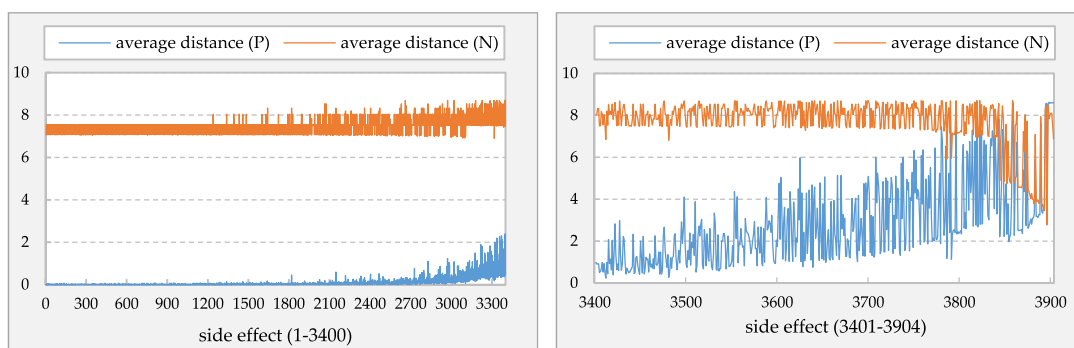 average distance (P) average distance (N)
10
8
6
4
2
0
0 300 600 900 1200 1500 1800 2100 2400 2700 3000 3300
side effect (1-3400)
average distance (P) average distance (N)
10
8
6
4
2
0
3400 3500 3600 3700 3800 3900
side effect (3401-3904)